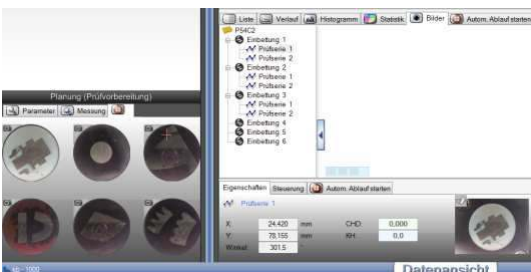 Liste Verlauf Histogramm Statistik Bilder Autom. Ablauf starten
P54C2
Einbettung 1
Prüfserie 1
Prüfserie 2
Einbettung 2
Prüfserie 1
Prüfserie 2
Einbettung 3
Prüfserie 1
Prüfserie 2
Einbettung 4
Einbettung 5
Einbettung 6
Planung (Prüfvorbereitung)
Parameter Messung
Eigenschaften Steuerung Autom. Ablauf starten
Prüfserie 1
X: 24.420 mm CHD: 0,000
Y: 78,155 mm KH: 0,0
Winkel: 301.5 °
Datenansicht